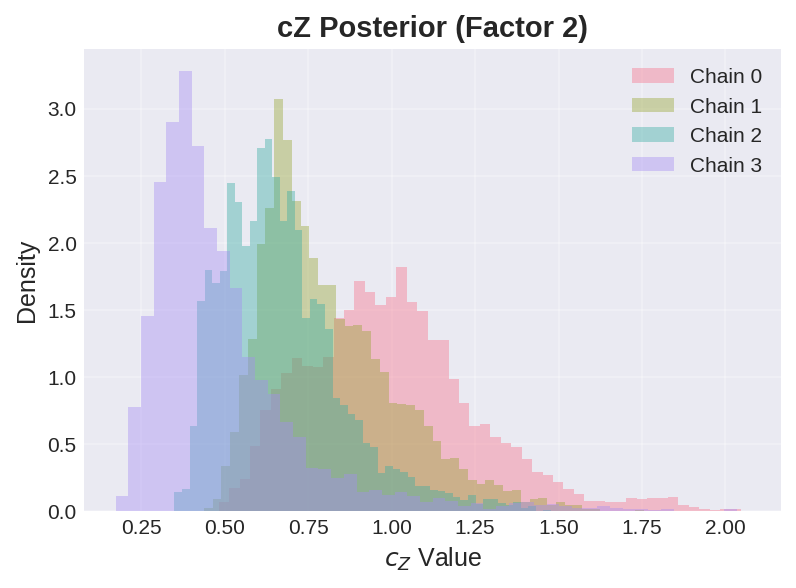 cZ Posterior (Factor 2)
Chain 0
Chain 1
Chain 2
Chain 3
Density
3.0
2.5
2.0
1.5
1.0
0.5
0.0
0.25 0.50 0.75 1.00 1.25 1.50 1.75 2.00
c_Z Value